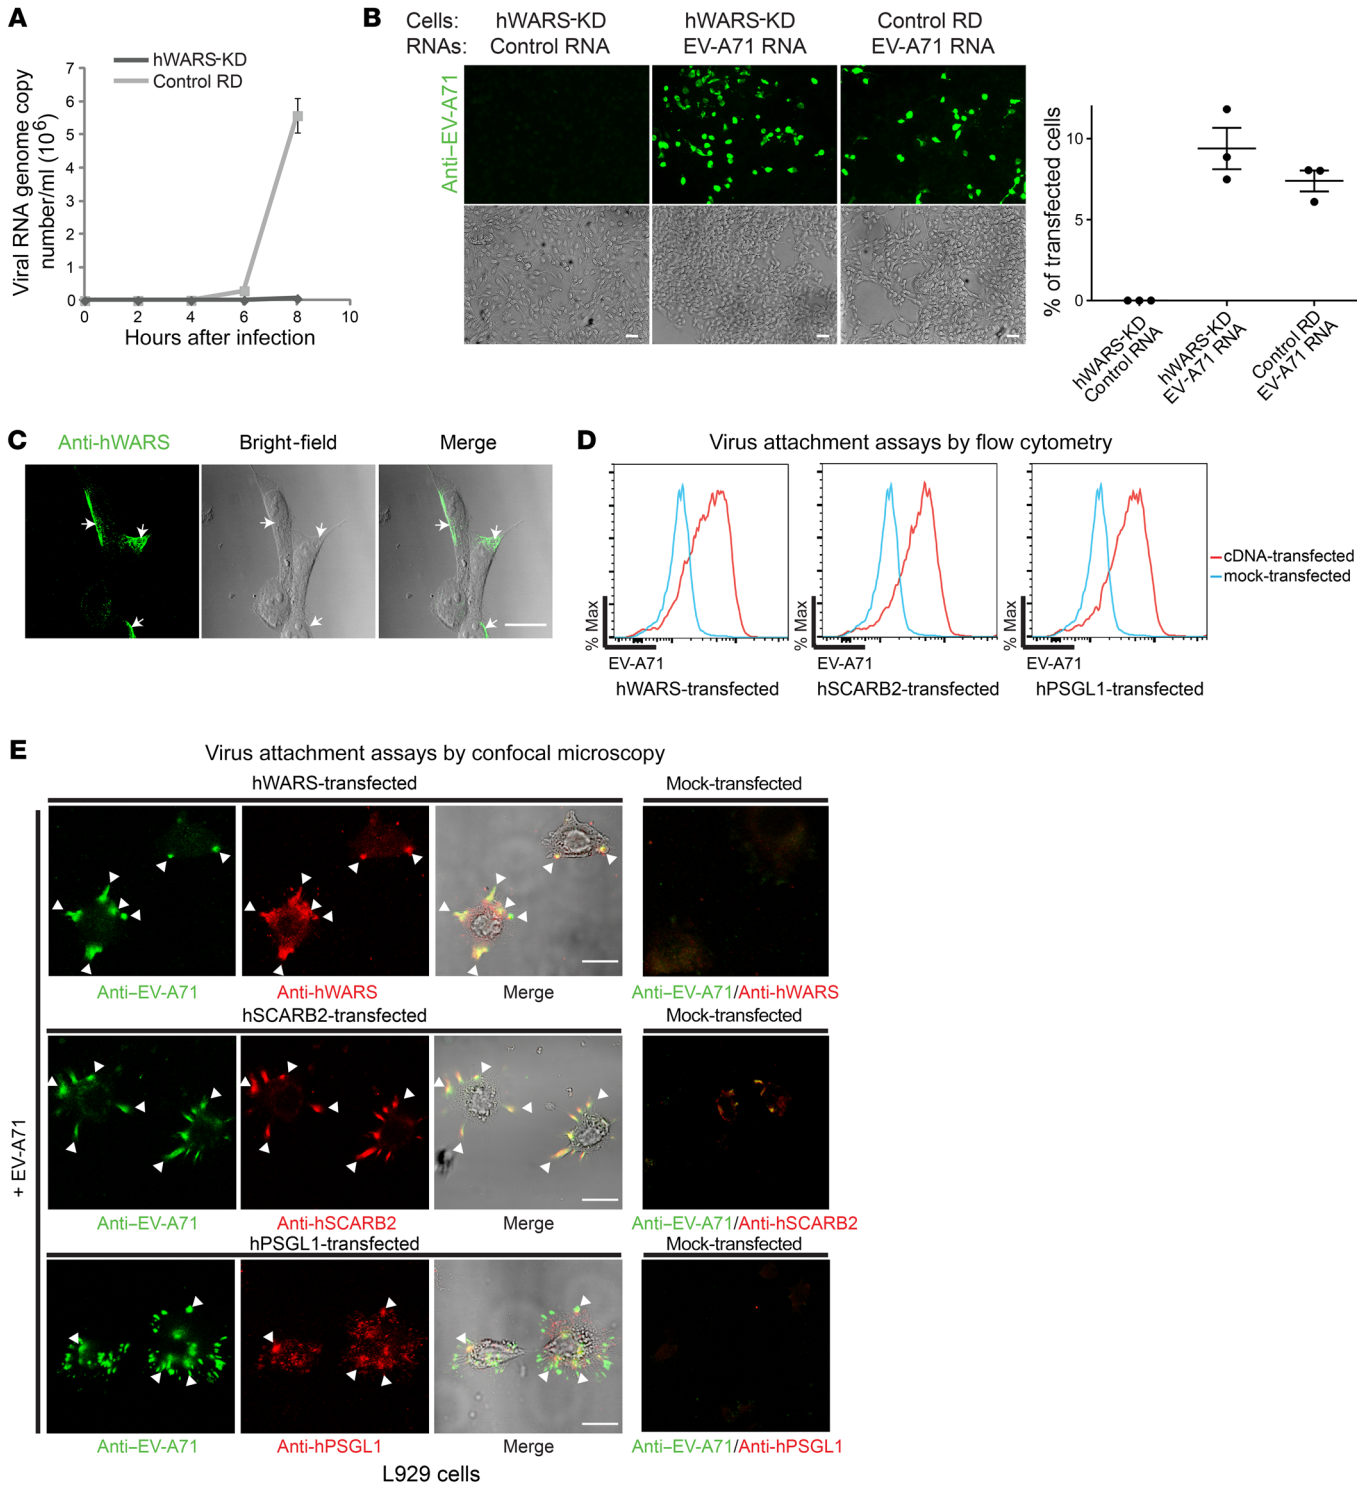 A
hWARS-KD
Control RD
Viral RNA genome copy
number/ml (10⁶)
7
6
5
4
3
2
1
0
0 2 4 6 8 10
Hours after infection
B
Cells: hWARS-KD hWARS-KD Control RD
RNAs: Control RNA EV-A71 RNA EV-A71 RNA
Anti–EV-A71
% of transfected cells
10
5
0
hWARS-KD
Control RNA
hWARS-KD
EV-A71 RNA
Control RD
EV-A71 RNA
C
Anti-hWARS Bright-field Merge
D
Virus attachment assays by flow cytometry
cDNA-transfected
mock-transfected
% Max % Max % Max
EV-A71 EV-A71 EV-A71
hWARS-transfected hSCARB2-transfected hPSGL1-transfected
E
Virus attachment assays by confocal microscopy
hWARS-transfected Mock-transfected
Anti–EV-A71 Anti-hWARS Merge Anti–EV-A71/Anti-hWARS
hSCARB2-transfected Mock-transfected
+ EV-A71
Anti–EV-A71 Anti-hSCARB2 Merge Anti–EV-A71/Anti-hSCARB2
hPSGL1-transfected Mock-transfected
Anti–EV-A71 Anti-hPSGL1 Merge Anti–EV-A71/Anti-hPSGL1
L929 cells